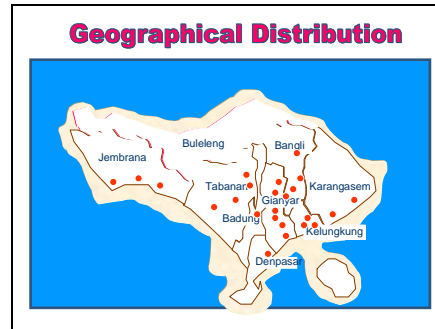 Geographical Distribution
Buleleng
Bangli
Jembrana
Tabanan
Karangasem
Gianyar
Badung
Kelungkung
Denpasar